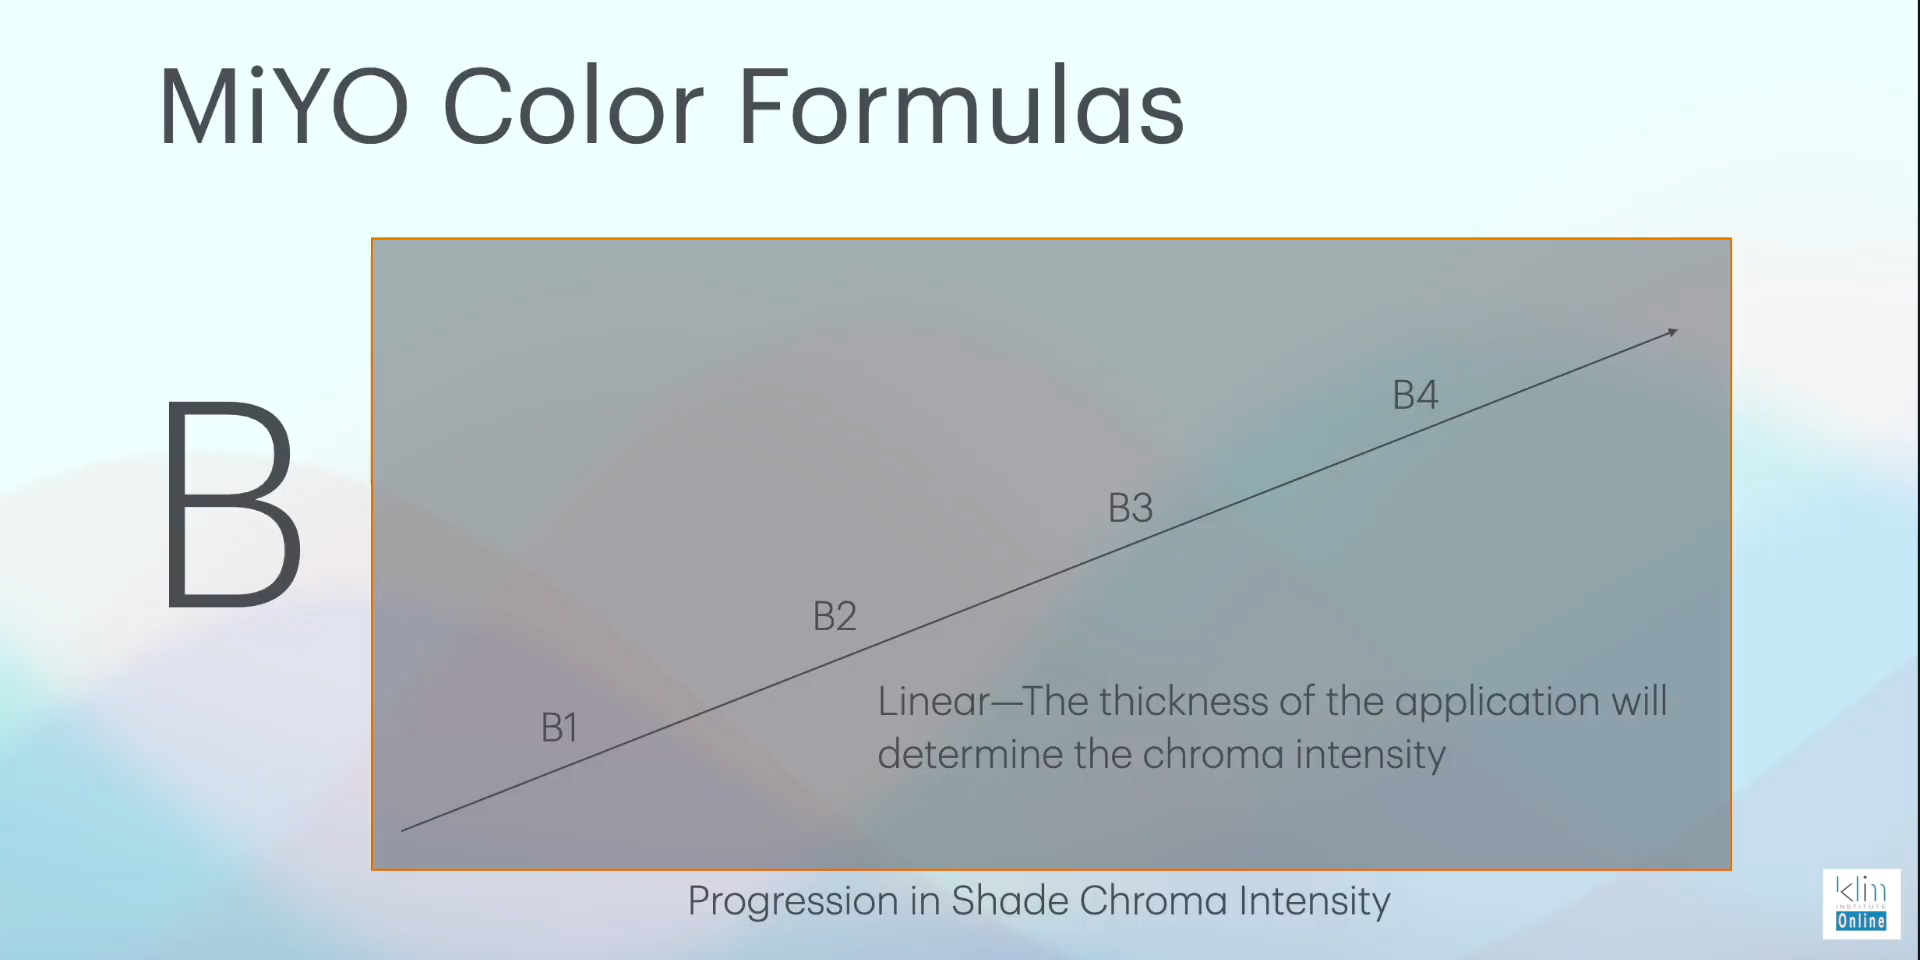 MiYO Color Formulas
B
B4
B3
B2
B1
Linear—The thickness of the application will
determine the chroma intensity
Progression in Shade Chroma Intensity
klim
INSTITUTE
Online